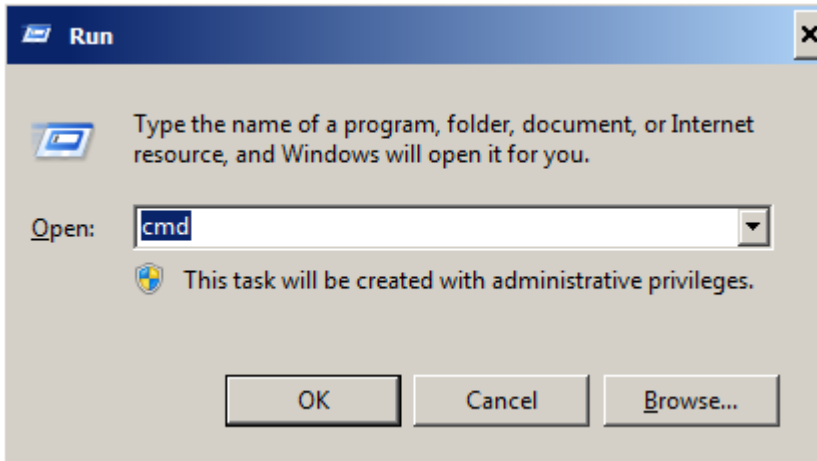 Run
Type the name of a program, folder, document, or Internet
resource, and Windows will open it for you.
Open: cmd
This task will be created with administrative privileges.
OK Cancel Browse...